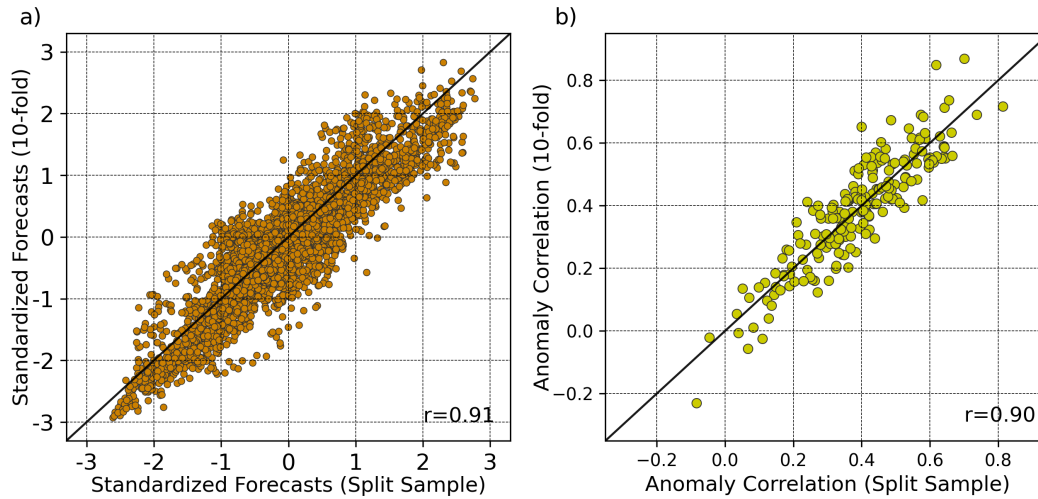 a)
Standardized Forecasts (10-fold)
3
2
1
0
-1
-2
-3
r=0.91
-3 -2 -1 0 1 2 3
Standardized Forecasts (Split Sample)
b)
Anomaly Correlation (10-fold)
0.8
0.6
0.4
0.2
0.0
−0.2
r=0.90
−0.2 0.0 0.2 0.4 0.6 0.8
Anomaly Correlation (Split Sample)